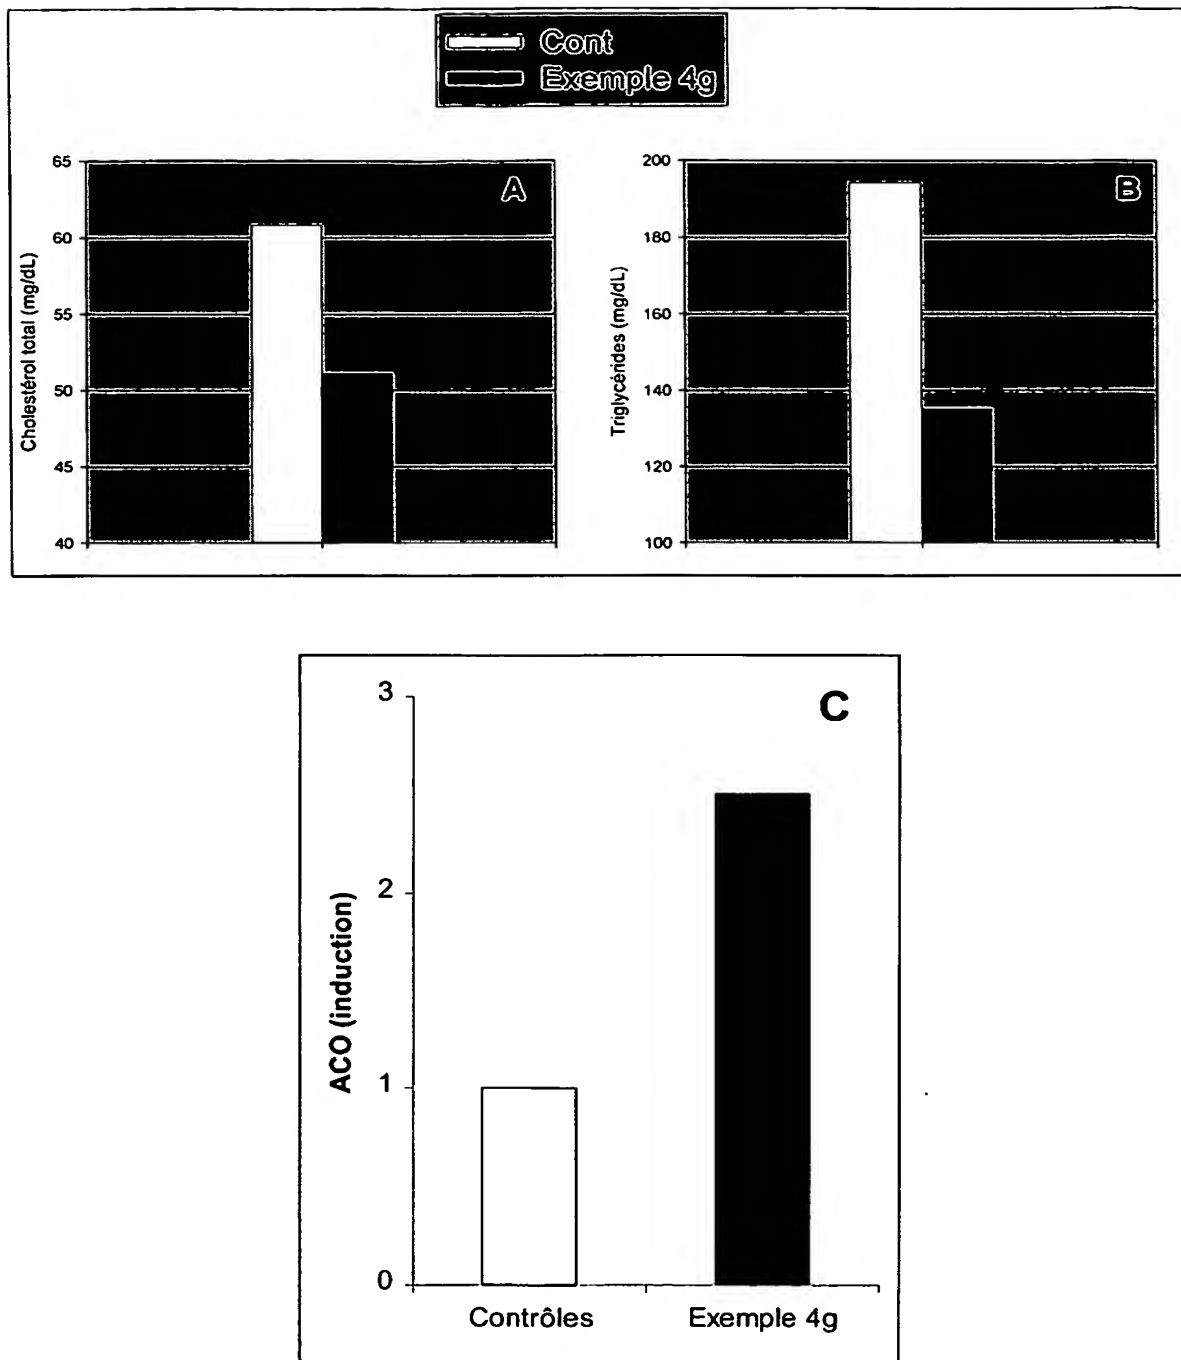 Cont
Exemple 4g
A
65
60
55
50
45
40
Cholestérol total (mg/dL)
B
200
180
160
140
120
100
Triglycérides (mg/dL)
C
3
2
1
0
ACO (induction)
Contrôles
Exemple 4g